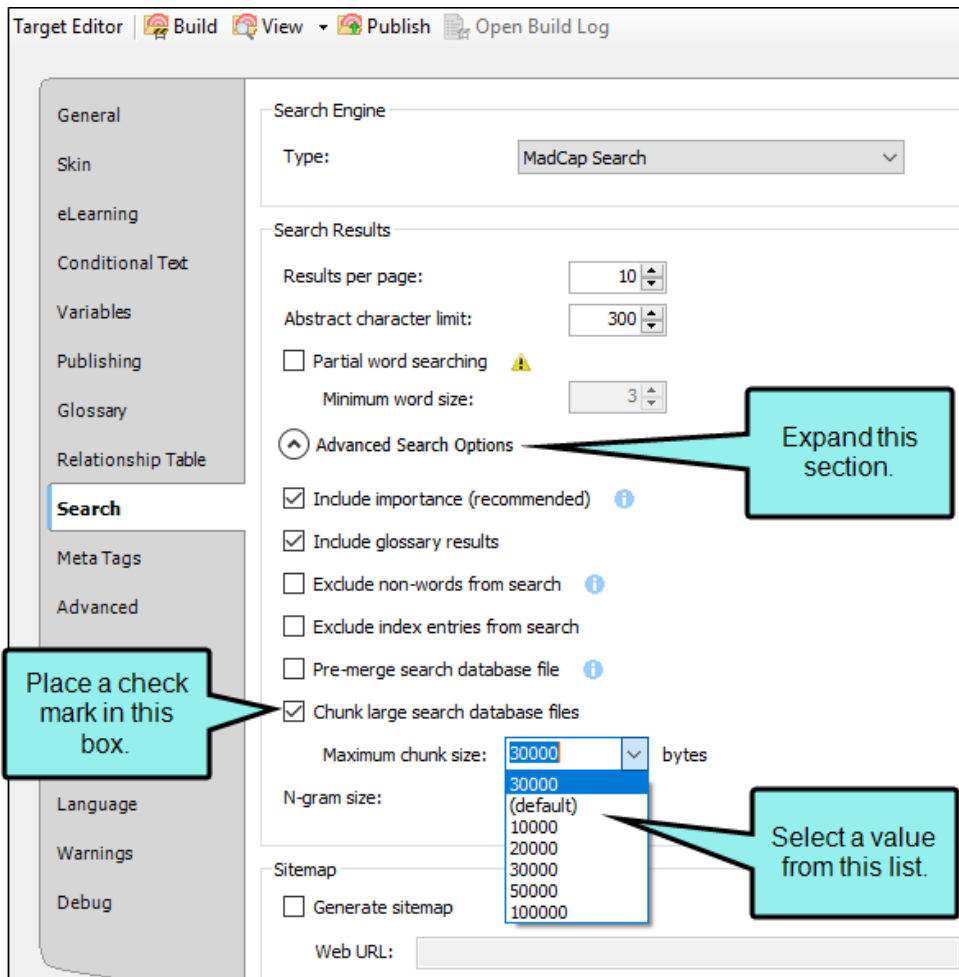 Target Editor Build View Publish Open Build Log
General
Skin
eLearning
Conditional Text
Variables
Publishing
Glossary
Relationship Table
Search
Meta Tags
Advanced
Language
Warnings
Debug
Search Engine
Type: MadCap Search
Search Results
Results per page: 10
Abstract character limit: 300
Partial word searching
Minimum word size: 3
Advanced Search Options
Expand this
section.
Include importance (recommended)
Include glossary results
Exclude non-words from search
Exclude index entries from search
Pre-merge search database file
Place a check
mark in this
box.
Chunk large search database files
Maximum chunk size: 30000 bytes
30000
(default)
10000
20000
30000
50000
100000
Select a value
from this list.
N-gram size:
Sitemap
Generate sitemap
Web URL: